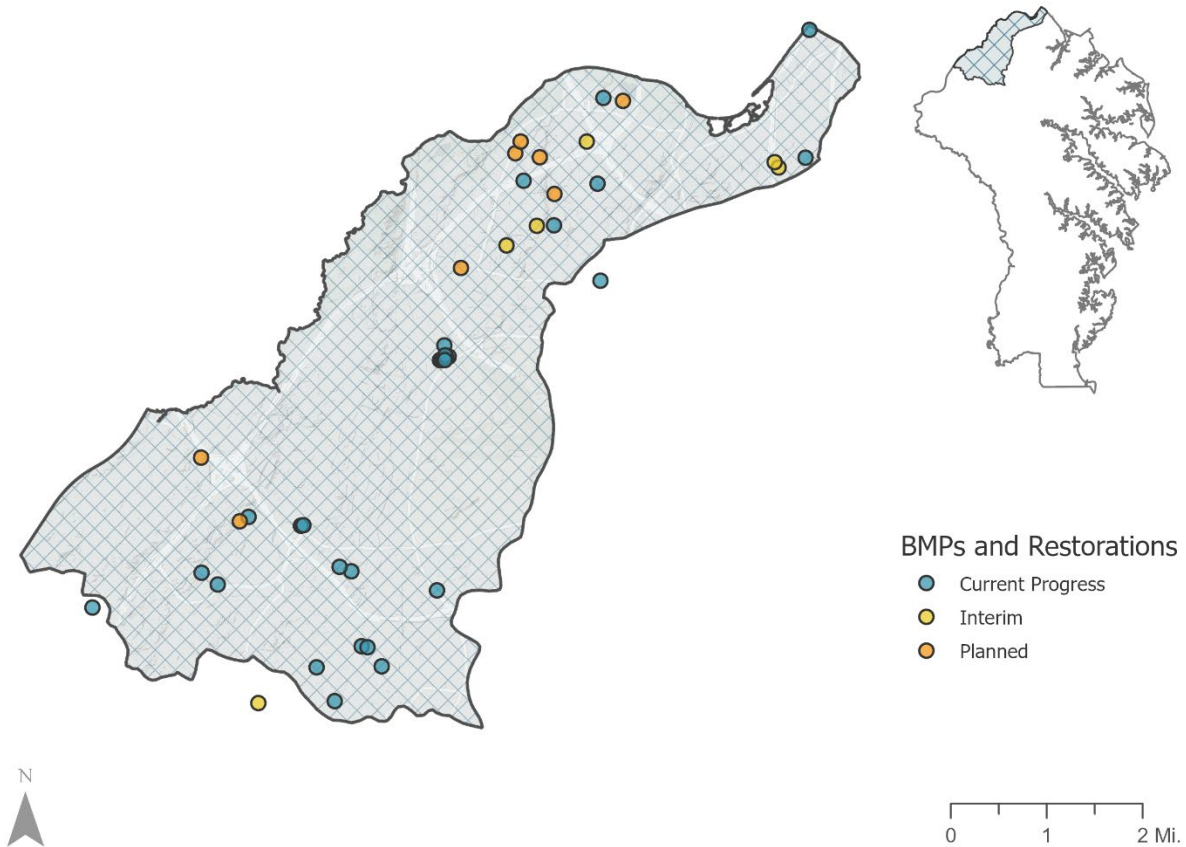 BMPs and Restorations
Current Progress
Interim
Planned
N
0 1 2 Mi.